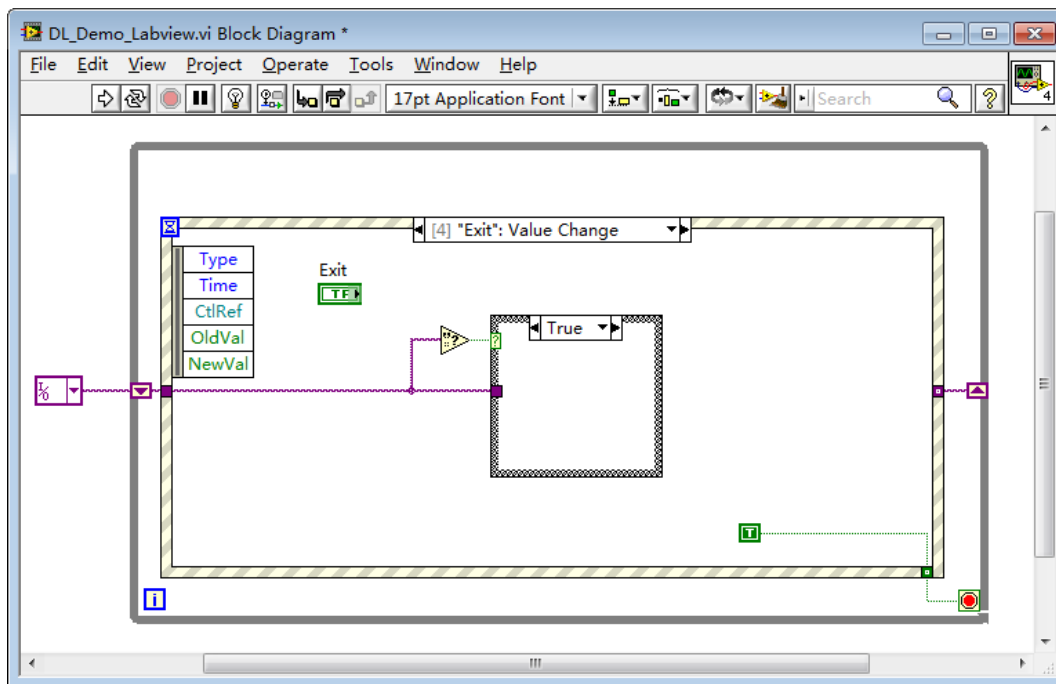 DL_Demo_Labview.vi Block Diagram *
File Edit View Project Operate Tools Window Help
17pt Application Font
Search
?
4
[4] "Exit": Value Change
Type
Time
CtlRef
OldVal
NewVal
Exit
TF
True
?
?
I/O
T
i